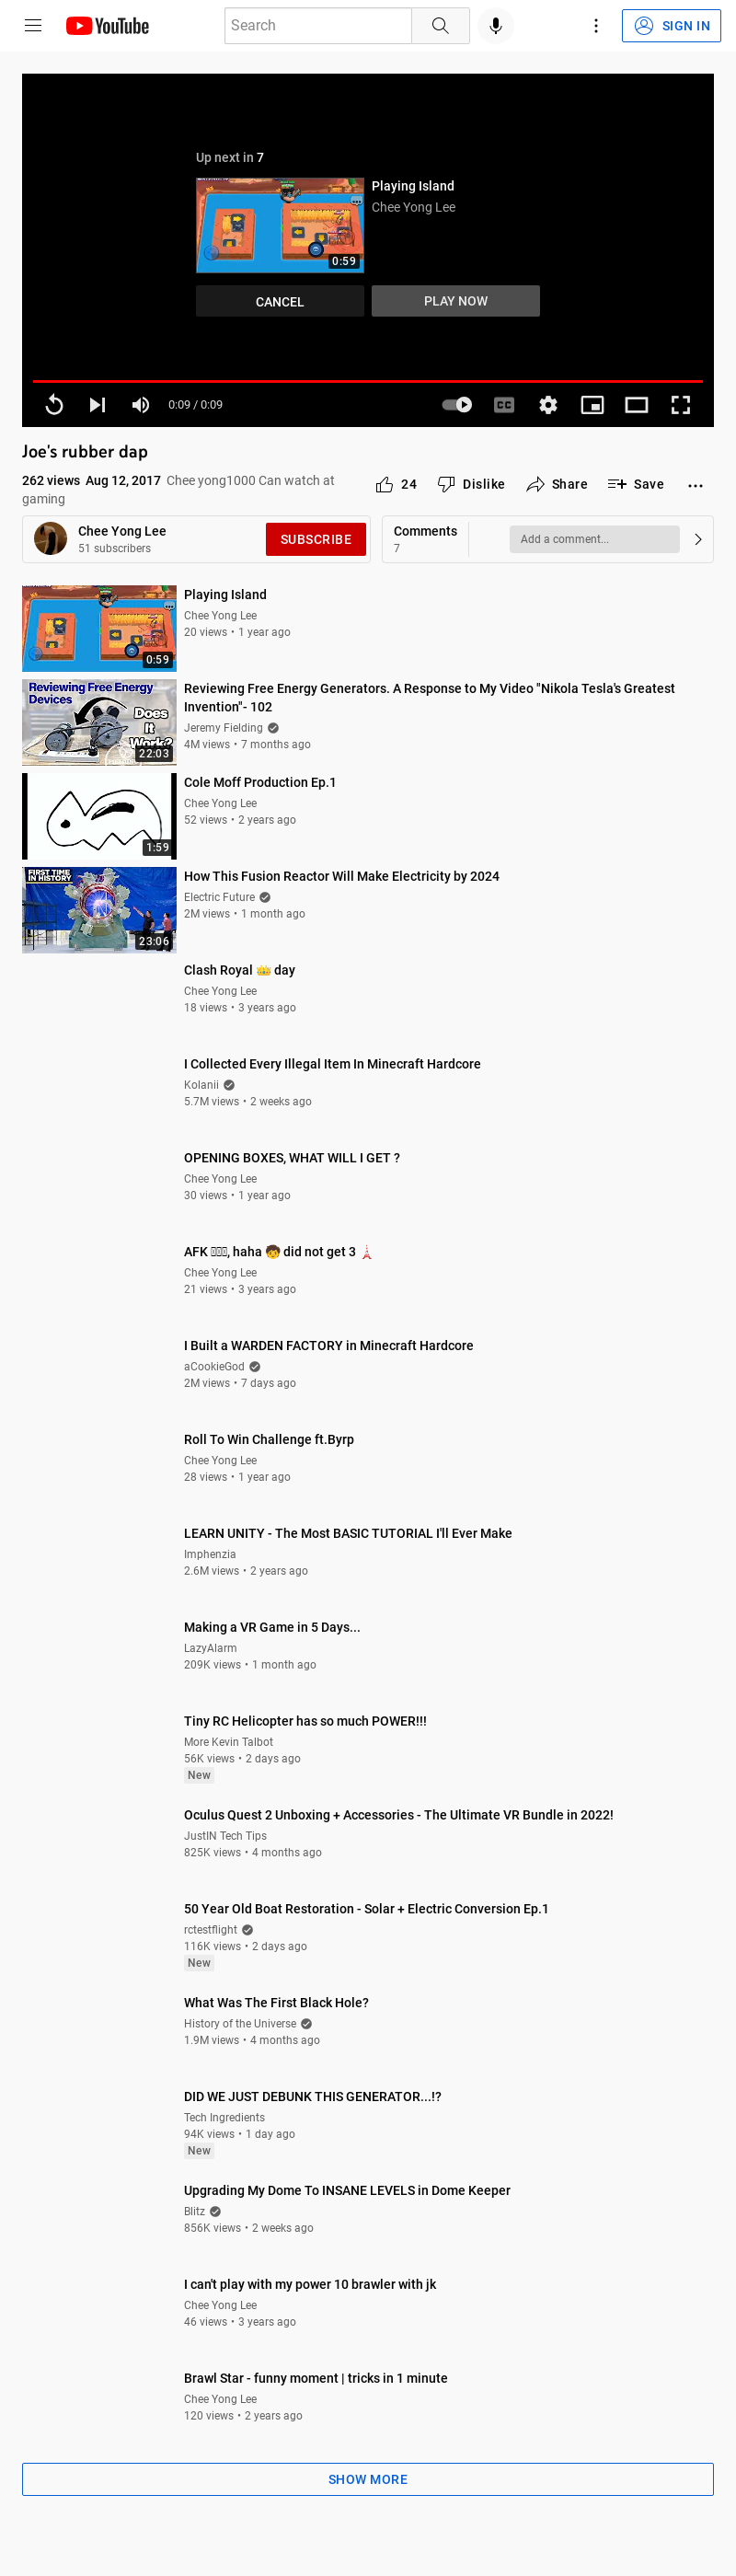 YouTube
Search
SIGN IN
Up next in 7
Playing Island
Chee Yong Lee
0:59
CANCEL
PLAY NOW
0:09 / 0:09
CC
Joe's rubber dap
262 views Aug 12, 2017 Chee yong1000 Can watch at
gaming
24
Dislike
Share
Save
Chee Yong Lee
51 subscribers
SUBSCRIBE
Comments
7
Add a comment...
Playing Island
Chee Yong Lee
20 views • 1 year ago
0:59
Reviewing Free Energy
Devices
Does
It
Work?
22:03
Reviewing Free Energy Generators. A Response to My Video "Nikola Tesla's Greatest
Invention"- 102
Jeremy Fielding
4M views • 7 months ago
Cole Moff Production Ep.1
Chee Yong Lee
52 views • 2 years ago
1:59
FIRST TIME
IN HISTORY
23:06
How This Fusion Reactor Will Make Electricity by 2024
Electric Future
2M views • 1 month ago
Clash Royal 👑 day
Chee Yong Lee
18 views • 3 years ago
I Collected Every Illegal Item In Minecraft Hardcore
Kolanii
5.7M views • 2 weeks ago
OPENING BOXES, WHAT WILL I GET ?
Chee Yong Lee
30 views • 1 year ago
AFK , haha 🧒 did not get 3 🗼
Chee Yong Lee
21 views • 3 years ago
I Built a WARDEN FACTORY in Minecraft Hardcore
aCookieGod
2M views • 7 days ago
Roll To Win Challenge ft.Byrp
Chee Yong Lee
28 views • 1 year ago
LEARN UNITY - The Most BASIC TUTORIAL I'll Ever Make
Imphenzia
2.6M views • 2 years ago
Making a VR Game in 5 Days...
LazyAlarm
209K views • 1 month ago
Tiny RC Helicopter has so much POWER!!!
More Kevin Talbot
56K views • 2 days ago
New
Oculus Quest 2 Unboxing + Accessories - The Ultimate VR Bundle in 2022!
JustIN Tech Tips
825K views • 4 months ago
50 Year Old Boat Restoration - Solar + Electric Conversion Ep.1
rctestflight
116K views • 2 days ago
New
What Was The First Black Hole?
History of the Universe
1.9M views • 4 months ago
DID WE JUST DEBUNK THIS GENERATOR...!?
Tech Ingredients
94K views • 1 day ago
New
Upgrading My Dome To INSANE LEVELS in Dome Keeper
Blitz
856K views • 2 weeks ago
I can't play with my power 10 brawler with jk
Chee Yong Lee
46 views • 3 years ago
Brawl Star - funny moment | tricks in 1 minute
Chee Yong Lee
120 views • 2 years ago
SHOW MORE